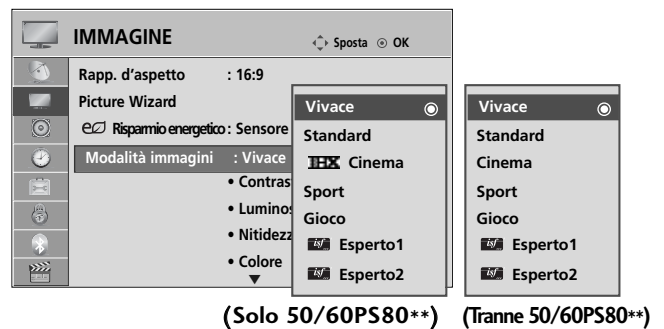 IMMAGINE
Sposta OK
Rapp. d'aspetto : 16:9
Picture Wizard
e Risparmio energetico : Sensore
Modalità immagini : Vivace
• Contras
• Luminos
• Nitidezz
• Colore
Vivace
Standard
THX Cinema
Sport
Gioco
isf Esperto1
isf Esperto2
(Solo 50/60PS80**)
Vivace
Standard
Cinema
Sport
Gioco
isf Esperto1
isf Esperto2
(Tranne 50/60PS80**)